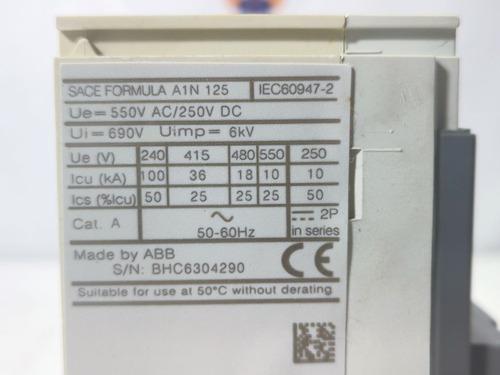 SACE FORMULA A1N 125 IEC60947-2
Ue = 550V AC/250V DC
Ui = 690V Uimp = 6kV
Ue (V) 240 415 480 550 250
Icu (kA) 100 36 18 10 10
Ics (%Icu) 50 25 25 25 50
Cat. A 50-60Hz 2P in series
Made by ABB
S/N: BHC6304290
CE
Suitable for use at 50°C without derating.